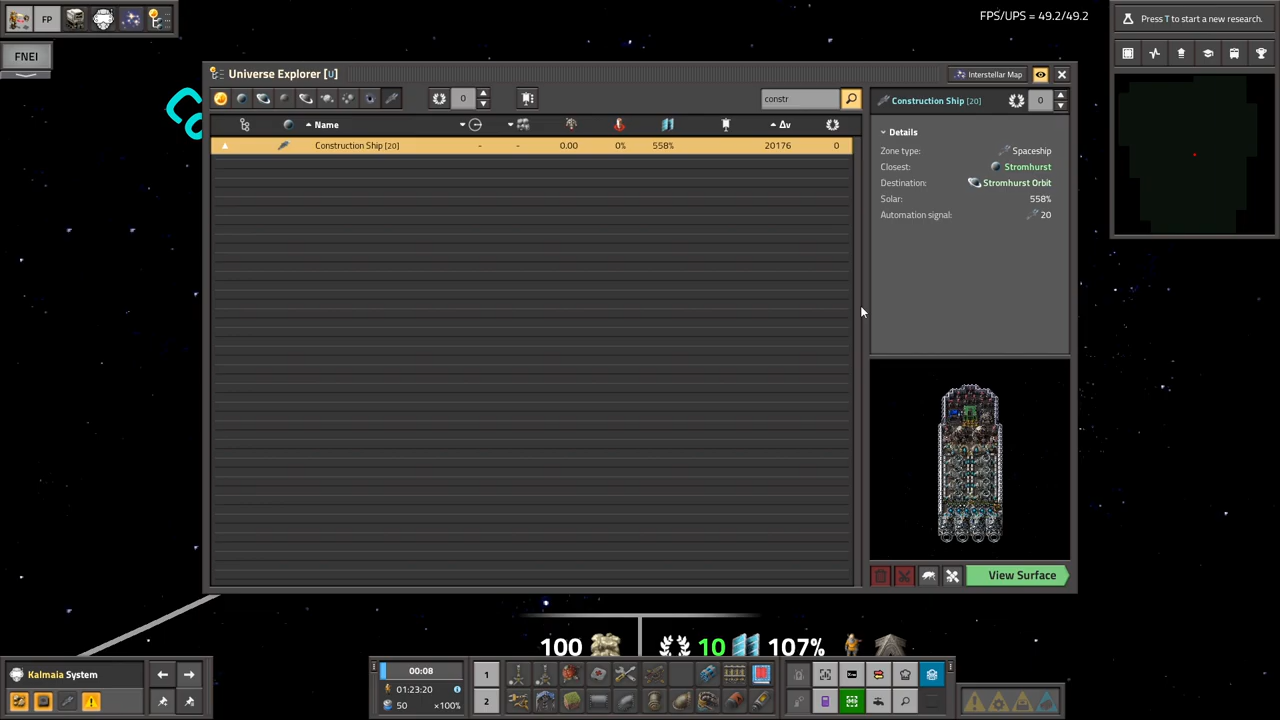 FP
FPS/UPS = 49.2/49.2
Press T to start a new research.
FNEI
Universe Explorer [U]
Interstellar Map
0
constr
Construction Ship [20]
0
Name
Δv
Construction Ship [20] - - 0.00 0% 558% 20176 0
Details
Zone type: Spaceship
Closest: Stromhurst
Destination: Stromhurst Orbit
Solar: 558%
Automation signal: 20
View Surface
100
10
107%
Kalmaia System
00:08
01:23:20
50 ×100%
1
2